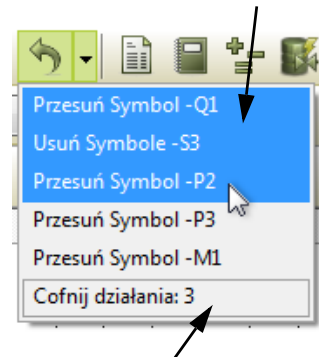 Przesuń Symbol -Q1
Usuń Symbole -S3
Przesuń Symbol -P2
Przesuń Symbol -P3
Przesuń Symbol -M1
Cofnij działania: 3